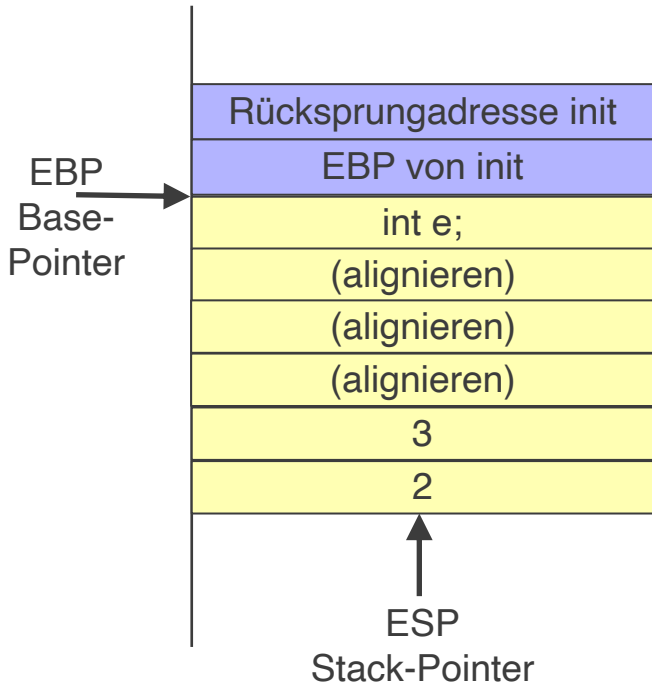 Rücksprungadresse init
EBP von init
EBP
Base-
Pointer
int e;
(alignieren)
(alignieren)
(alignieren)
3
2
ESP
Stack-Pointer